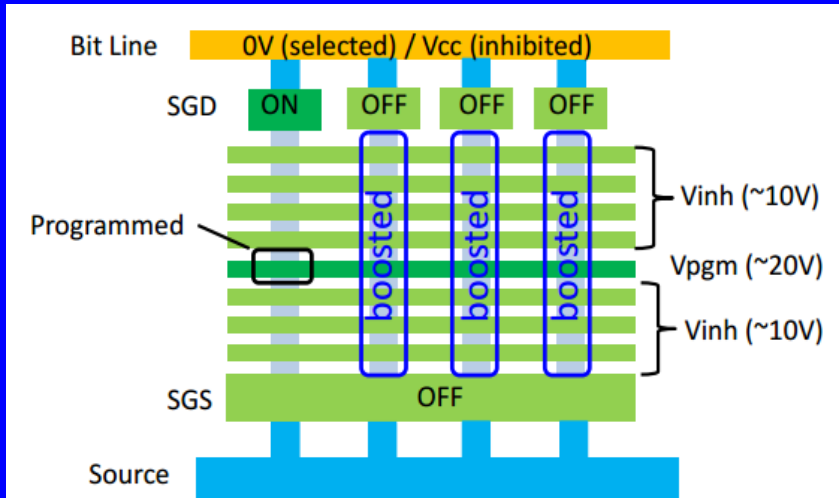 Bit Line
0V (selected) / Vcc (inhibited)
SGD
ON
OFF
OFF
OFF
Programmed
boosted
boosted
boosted
Vinh (~10V)
Vpgm (~20V)
Vinh (~10V)
SGS
OFF
Source